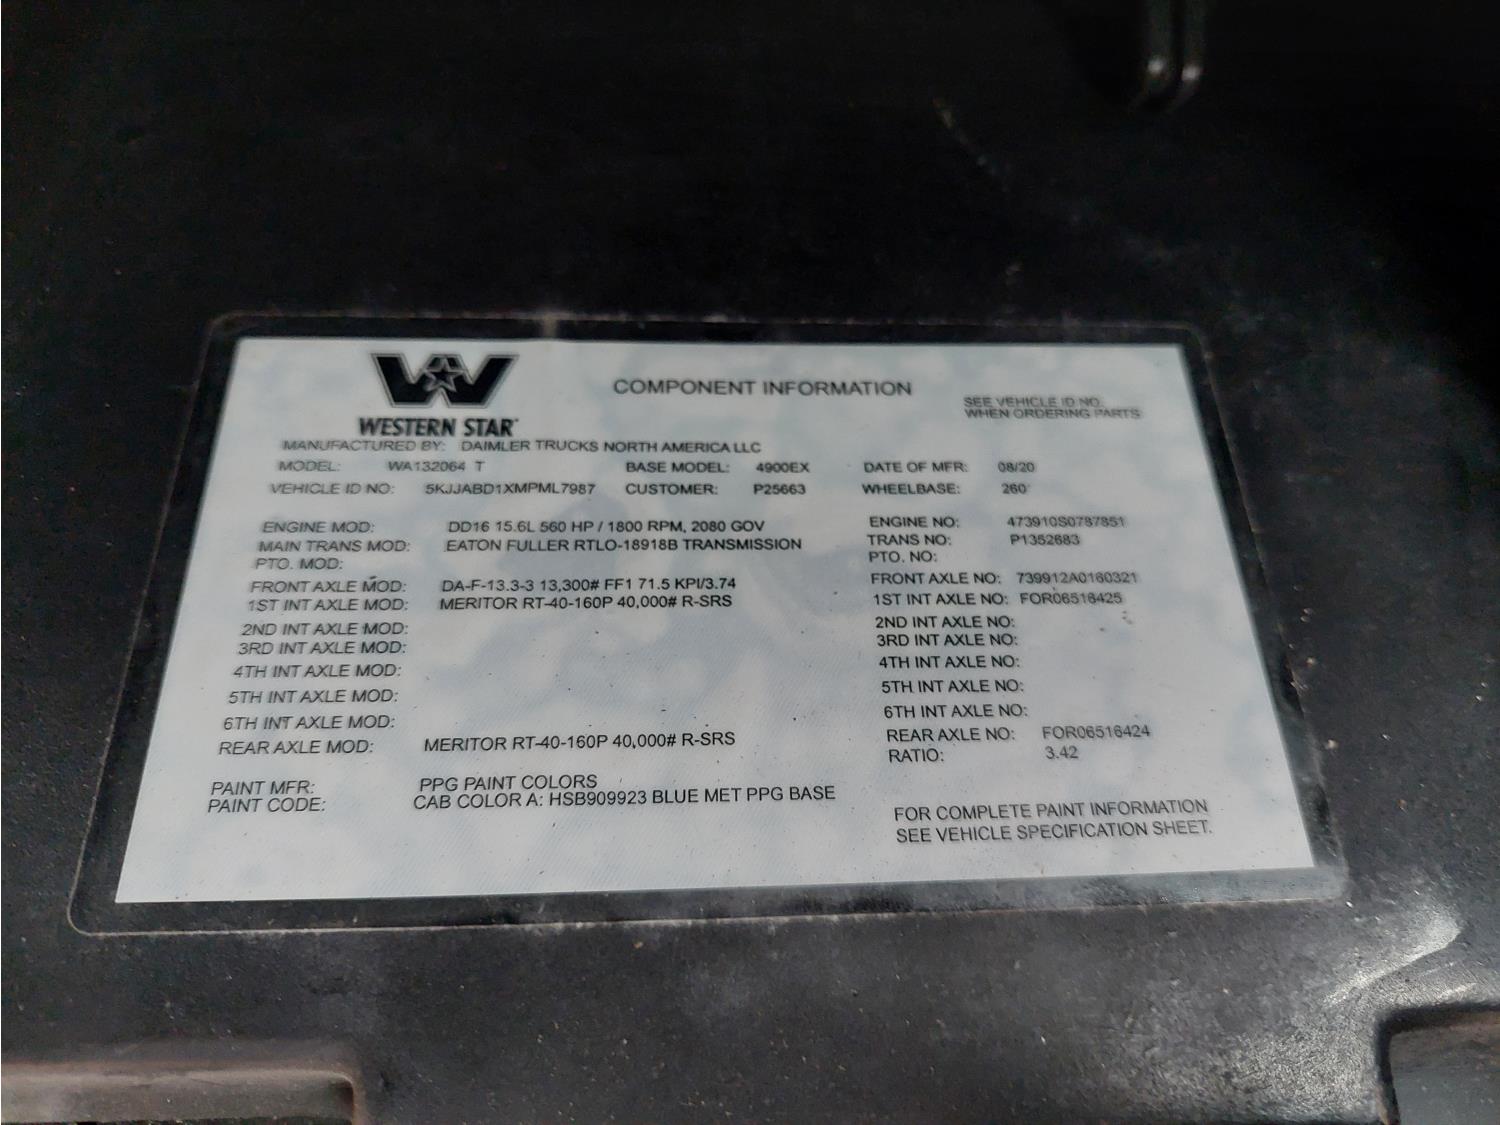 COMPONENT INFORMATION
SEE VEHICLE ID NO.
WHEN ORDERING PARTS
WESTERN STAR
MANUFACTURED BY: DAIMLER TRUCKS NORTH AMERICA LLC
MODEL: WA132064 T BASE MODEL: 4900EX DATE OF MFR: 08/20
VEHICLE ID NO: 5KJJABD1XMPML7987 CUSTOMER: P25663 WHEELBASE: 260
ENGINE MOD: DD16 15.6L 560 HP / 1800 RPM, 2080 GOV ENGINE NO: 473910S0787851
MAIN TRANS MOD: EATON FULLER RTLO-18918B TRANSMISSION TRANS NO: P1352683
PTO. MOD: PTO. NO:
FRONT AXLE MOD: DA-F-13.3-3 13,300# FF1 71.5 KPI/3.74 FRONT AXLE NO: 739912A0160321
1ST INT AXLE MOD: MERITOR RT-40-160P 40,000# R-SRS 1ST INT AXLE NO: FOR06516425
2ND INT AXLE MOD: 2ND INT AXLE NO:
3RD INT AXLE MOD: 3RD INT AXLE NO:
4TH INT AXLE MOD: 4TH INT AXLE NO:
5TH INT AXLE MOD: 5TH INT AXLE NO:
6TH INT AXLE MOD: 6TH INT AXLE NO:
REAR AXLE MOD: MERITOR RT-40-160P 40,000# R-SRS REAR AXLE NO: FOR06516424
RATIO: 3.42
PAINT MFR: PPG PAINT COLORS
PAINT CODE: CAB COLOR A: HSB909923 BLUE MET PPG BASE
FOR COMPLETE PAINT INFORMATION
SEE VEHICLE SPECIFICATION SHEET.